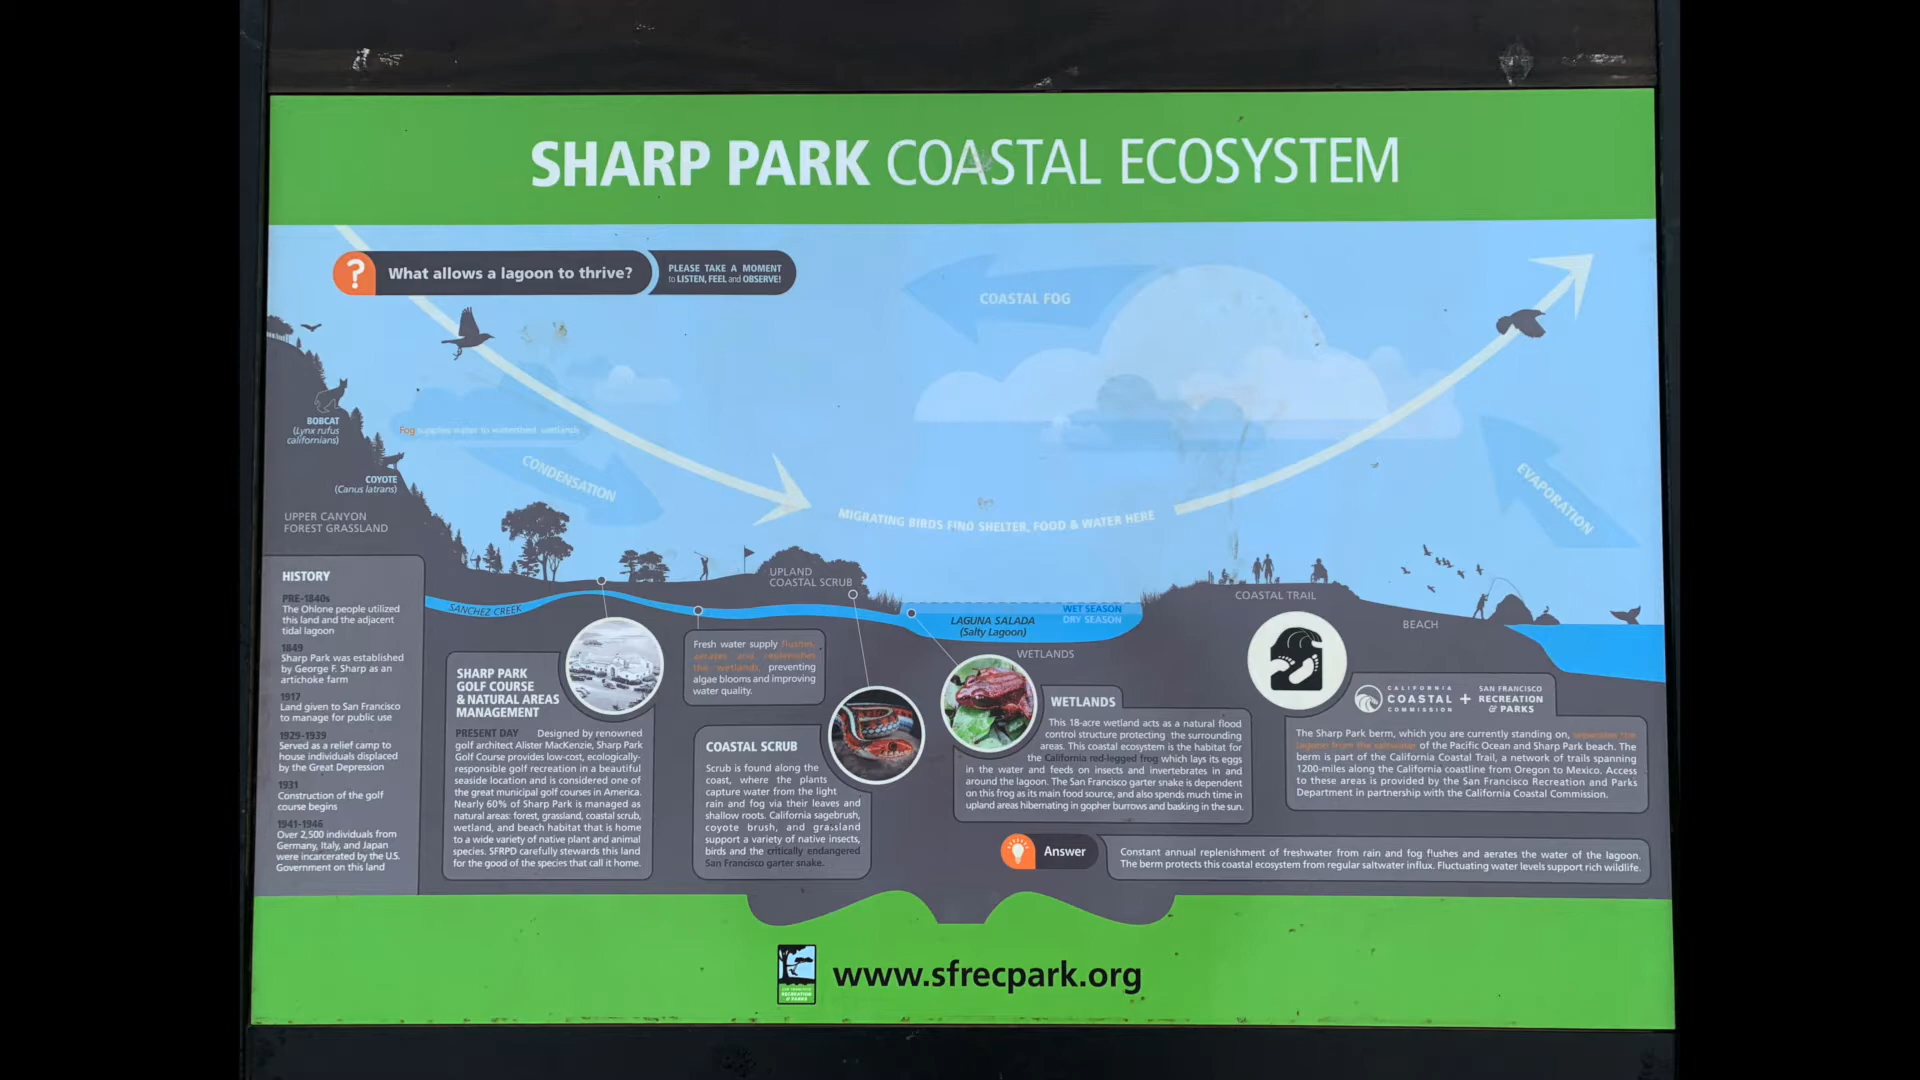 SHARP PARK COASTAL ECOSYSTEM
? What allows a lagoon to thrive?
PLEASE TAKE A MOMENT
to LISTEN, FEEL and OBSERVE!
COASTAL FOG
BOBCAT
(Lynx rufus
californians)
Fog supplies water to watershed wetlands
CONDENSATION
COYOTE
(Canus latrans)
EVAPORATION
UPPER CANYON
FOREST GRASSLAND
MIGRATING BIRDS FIND SHELTER, FOOD & WATER HERE
UPLAND
COASTAL SCRUB
SANCHEZ CREEK
WET SEASON
DRY SEASON
LAGUNA SALADA
(Salty Lagoon)
WETLANDS
COASTAL TRAIL
BEACH
HISTORY
PRE-1840s
The Ohlone people utilized
this land and the adjacent
tidal lagoon
1849
Sharp Park was established
by George F. Sharp as an
artichoke farm
1917
Land given to San Francisco
to manage for public use
1929-1939
Served as a relief camp to
house individuals displaced
by the Great Depression
1931
Construction of the golf
course begins
1941-1946
Over 2,500 individuals from
Germany, Italy, and Japan
were incarcerated by the U.S.
Government on this land
SHARP PARK
GOLF COURSE
& NATURAL AREAS
MANAGEMENT
PRESENT DAY Designed by renowned
golf architect Alister MacKenzie, Sharp Park
Golf Course provides low-cost, ecologically-
responsible golf recreation in a beautiful
seaside location and is considered one of
the great municipal golf courses in America.
Nearly 60% of Sharp Park is managed as
natural areas: forest, grassland, coastal scrub,
wetland, and beach habitat that is home
to a wide variety of native plant and animal
species. SFRPD carefully stewards this land
for the good of the species that call it home.
Fresh water supply flushes,
aerates and replenishes
the wetlands, preventing
algae blooms and improving
water quality.
COASTAL SCRUB
Scrub is found along the
coast, where the plants
capture water from the light
rain and fog via their leaves and
shallow roots. California sagebrush,
coyote brush, and grassland
support a variety of native insects,
birds and the critically endangered
San Francisco garter snake.
WETLANDS
This 18-acre wetland acts as a natural flood
control structure protecting the surrounding
areas. This coastal ecosystem is the habitat for
the California red-legged frog which lays its eggs
in the water and feeds on insects and invertebrates in and
around the lagoon. The San Francisco garter snake is dependent
on this frog as its main food source, and also spends much time in
upland areas hibernating in gopher burrows and basking in the sun.
CALIFORNIA
COASTAL
COMMISSION
+
SAN FRANCISCO
RECREATION
& PARKS
The Sharp Park berm, which you are currently standing on, separates the
lagoon from the saltwater of the Pacific Ocean and Sharp Park beach. The
berm is part of the California Coastal Trail, a network of trails spanning
1200-miles along the California coastline from Oregon to Mexico. Access
to these areas is provided by the San Francisco Recreation and Parks
Department in partnership with the California Coastal Commission.
Answer
Constant annual replenishment of freshwater from rain and fog flushes and aerates the water of the lagoon.
The berm protects this coastal ecosystem from regular saltwater influx. Fluctuating water levels support rich wildlife.
SAN FRANCISCO
RECREATION
& PARKS
www.sfrecpark.org